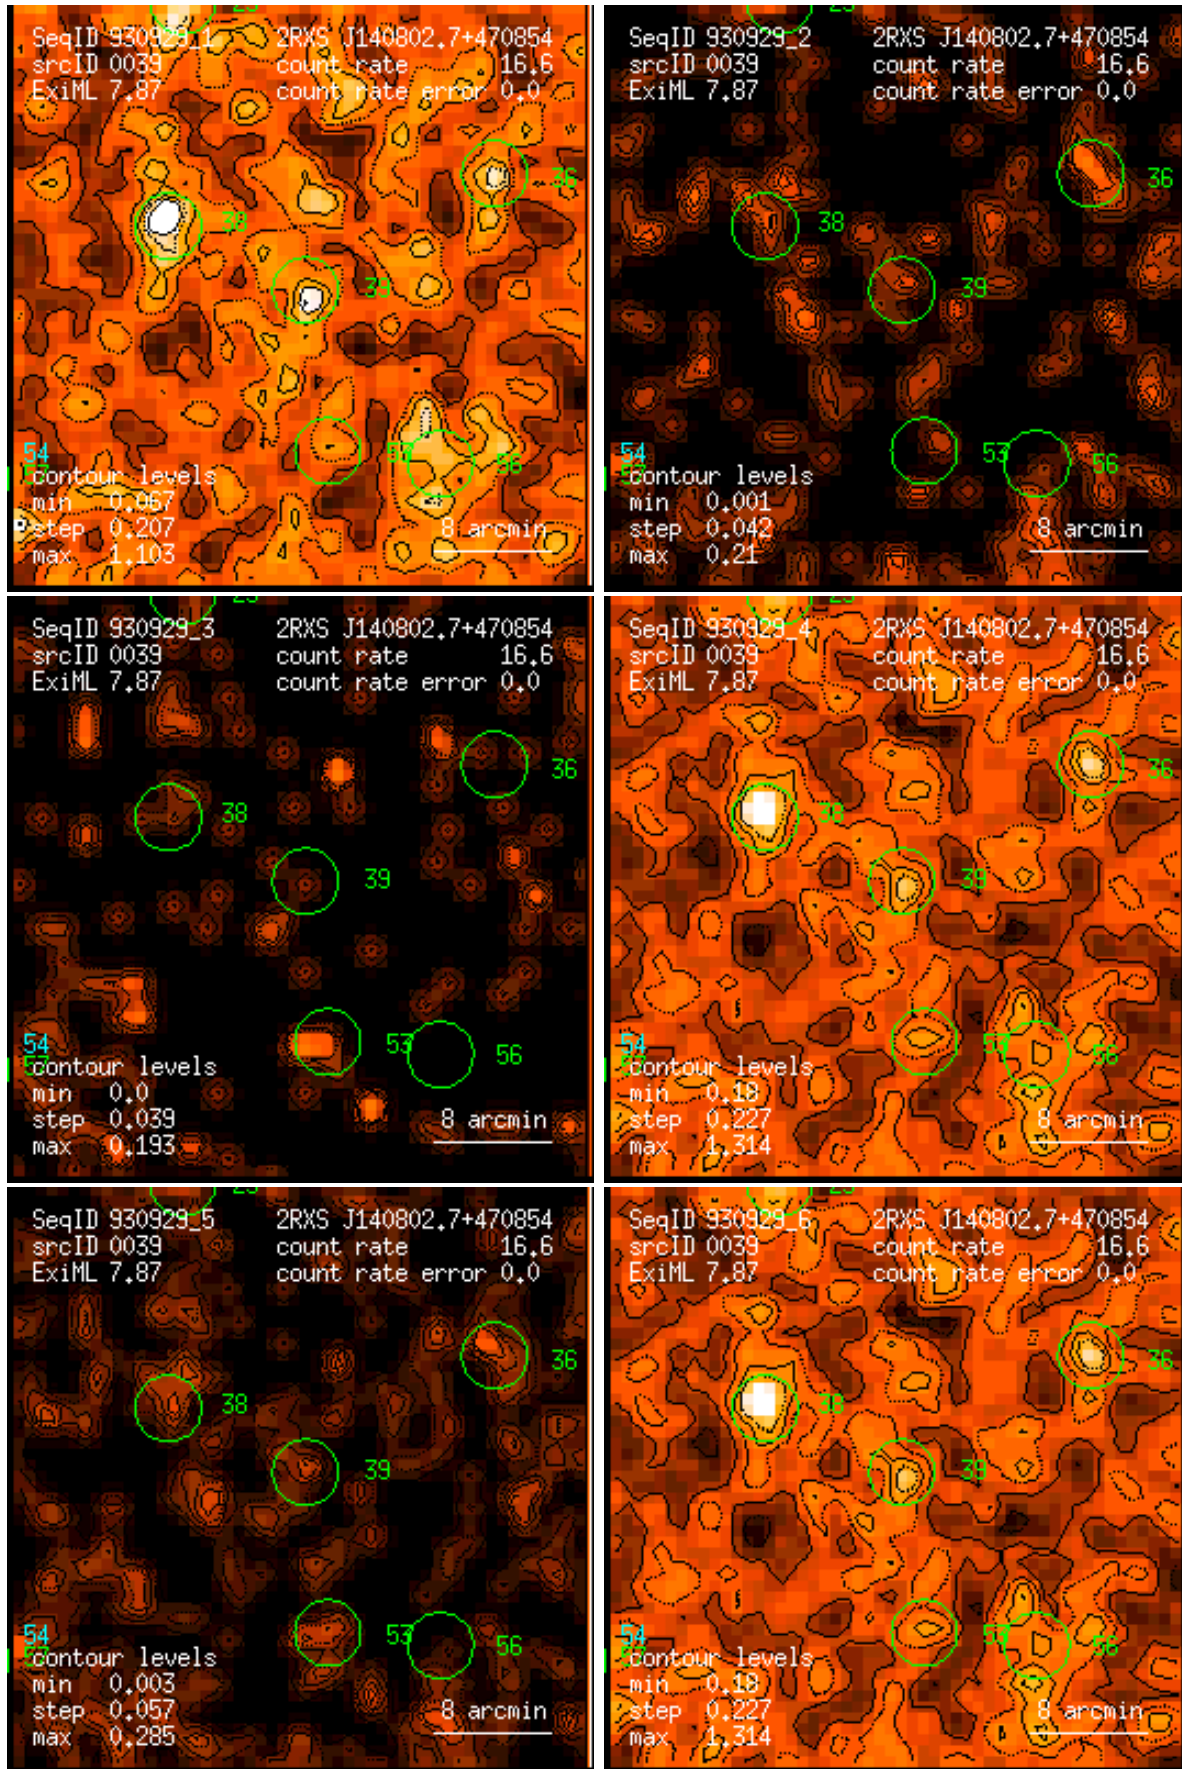 23
SeqID 930929_1 2RXS J140802.7+470854
srcID 0039 count rate 16.6
ExiML 7.87 count rate error 0.0
36
38
39
54 53 56
contour levels
min 0.067
step 0.207 8 arcmin
max 1.103
SeqID 930929_2 2RXS J140802.7+470854
srcID 0039 count rate 16.6
ExiML 7.87 count rate error 0.0
36
38
39
54 53 56
contour levels
min 0.001
step 0.042 8 arcmin
max 0.21
SeqID 930929_3 2RXS J140802.7+470854
srcID 0039 count rate 16.6
ExiML 7.87 count rate error 0.0
36
38
39
54 53 56
contour levels
min 0.0
step 0.039 8 arcmin
max 0.193
SeqID 930929_4 2RXS J140802.7+470854
srcID 0039 count rate 16.6
ExiML 7.87 count rate error 0.0
36
38
39
54 53 56
contour levels
min 0.18
step 0.227 8 arcmin
max 1.314
SeqID 930929_5 2RXS J140802.7+470854
srcID 0039 count rate 16.6
ExiML 7.87 count rate error 0.0
36
38
39
54 53 56
contour levels
min 0.003
step 0.057 8 arcmin
max 0.285
SeqID 930929_6 2RXS J140802.7+470854
srcID 0039 count rate 16.6
ExiML 7.87 count rate error 0.0
36
38
39
54 53 56
contour levels
min 0.18
step 0.227 8 arcmin
max 1.314